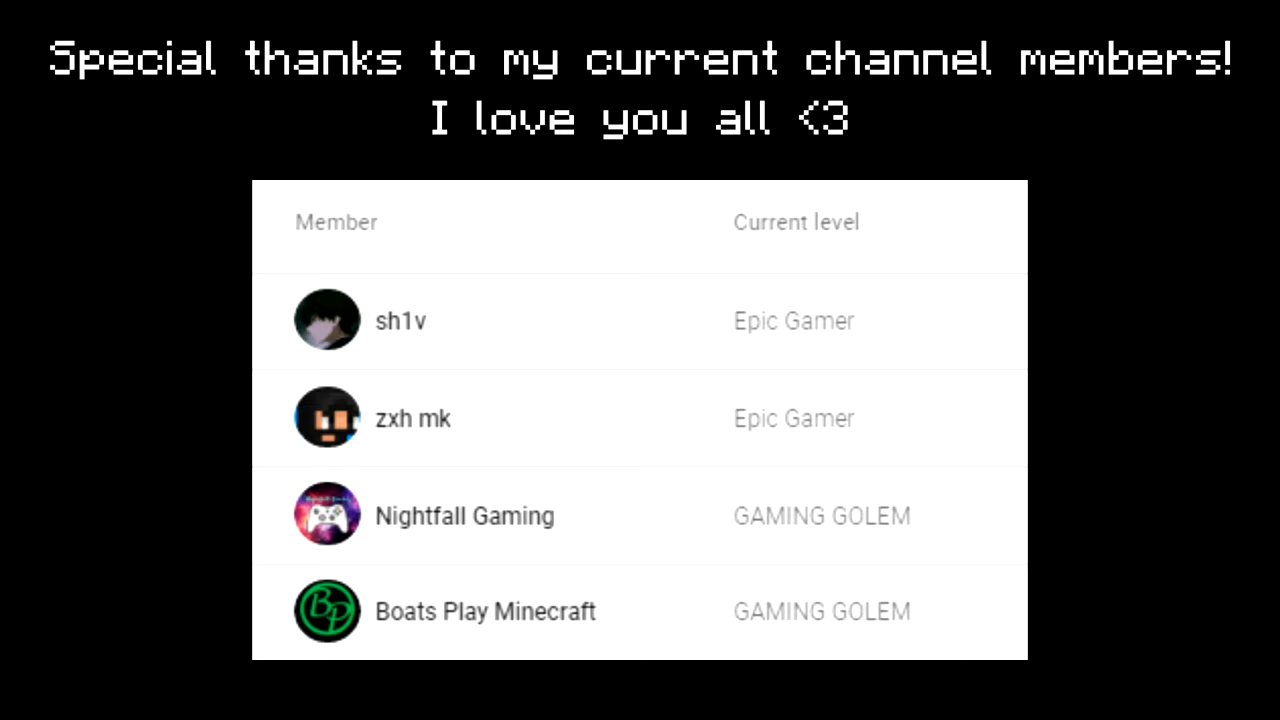 Special thanks to my current channel members!
I love you all <3
Member Current level
sh1v Epic Gamer
zxh mk Epic Gamer
Nightfall Gaming GAMING GOLEM
BP Boats Play Minecraft GAMING GOLEM